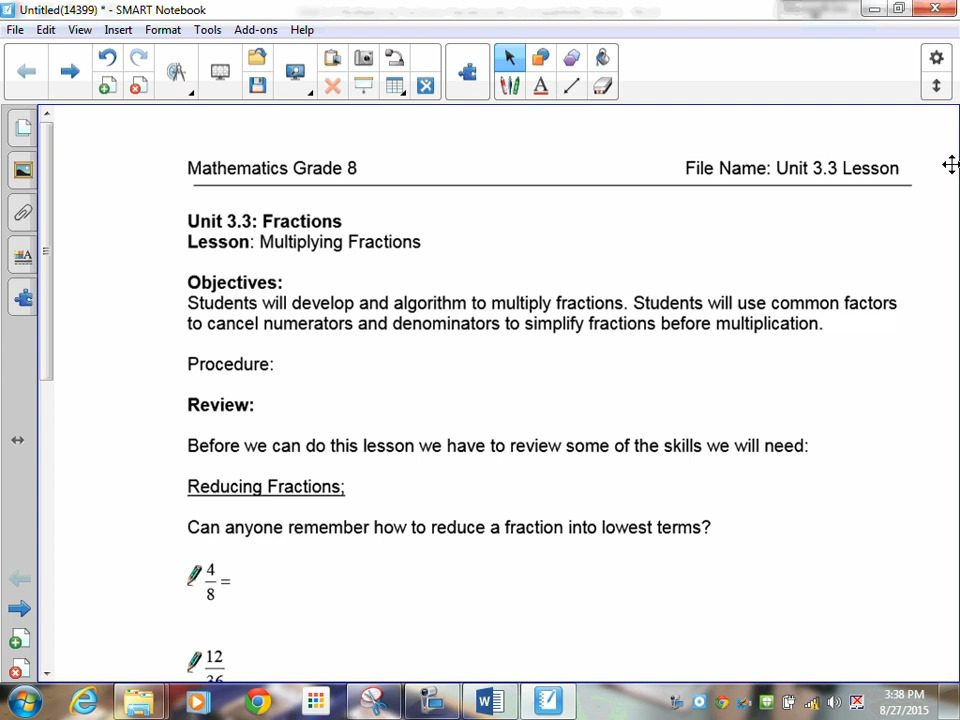 Untitled(14399) * - SMART Notebook
File Edit View Insert Format Tools Add-ons Help
Mathematics Grade 8 File Name: Unit 3.3 Lesson
Unit 3.3: Fractions
Lesson: Multiplying Fractions
Objectives:
Students will develop and algorithm to multiply fractions. Students will use common factors
to cancel numerators and denominators to simplify fractions before multiplication.
Procedure:
Review:
Before we can do this lesson we have to review some of the skills we will need:
Reducing Fractions;
Can anyone remember how to reduce a fraction into lowest terms?
4
=
8
12
36
3:38 PM
8/27/2015